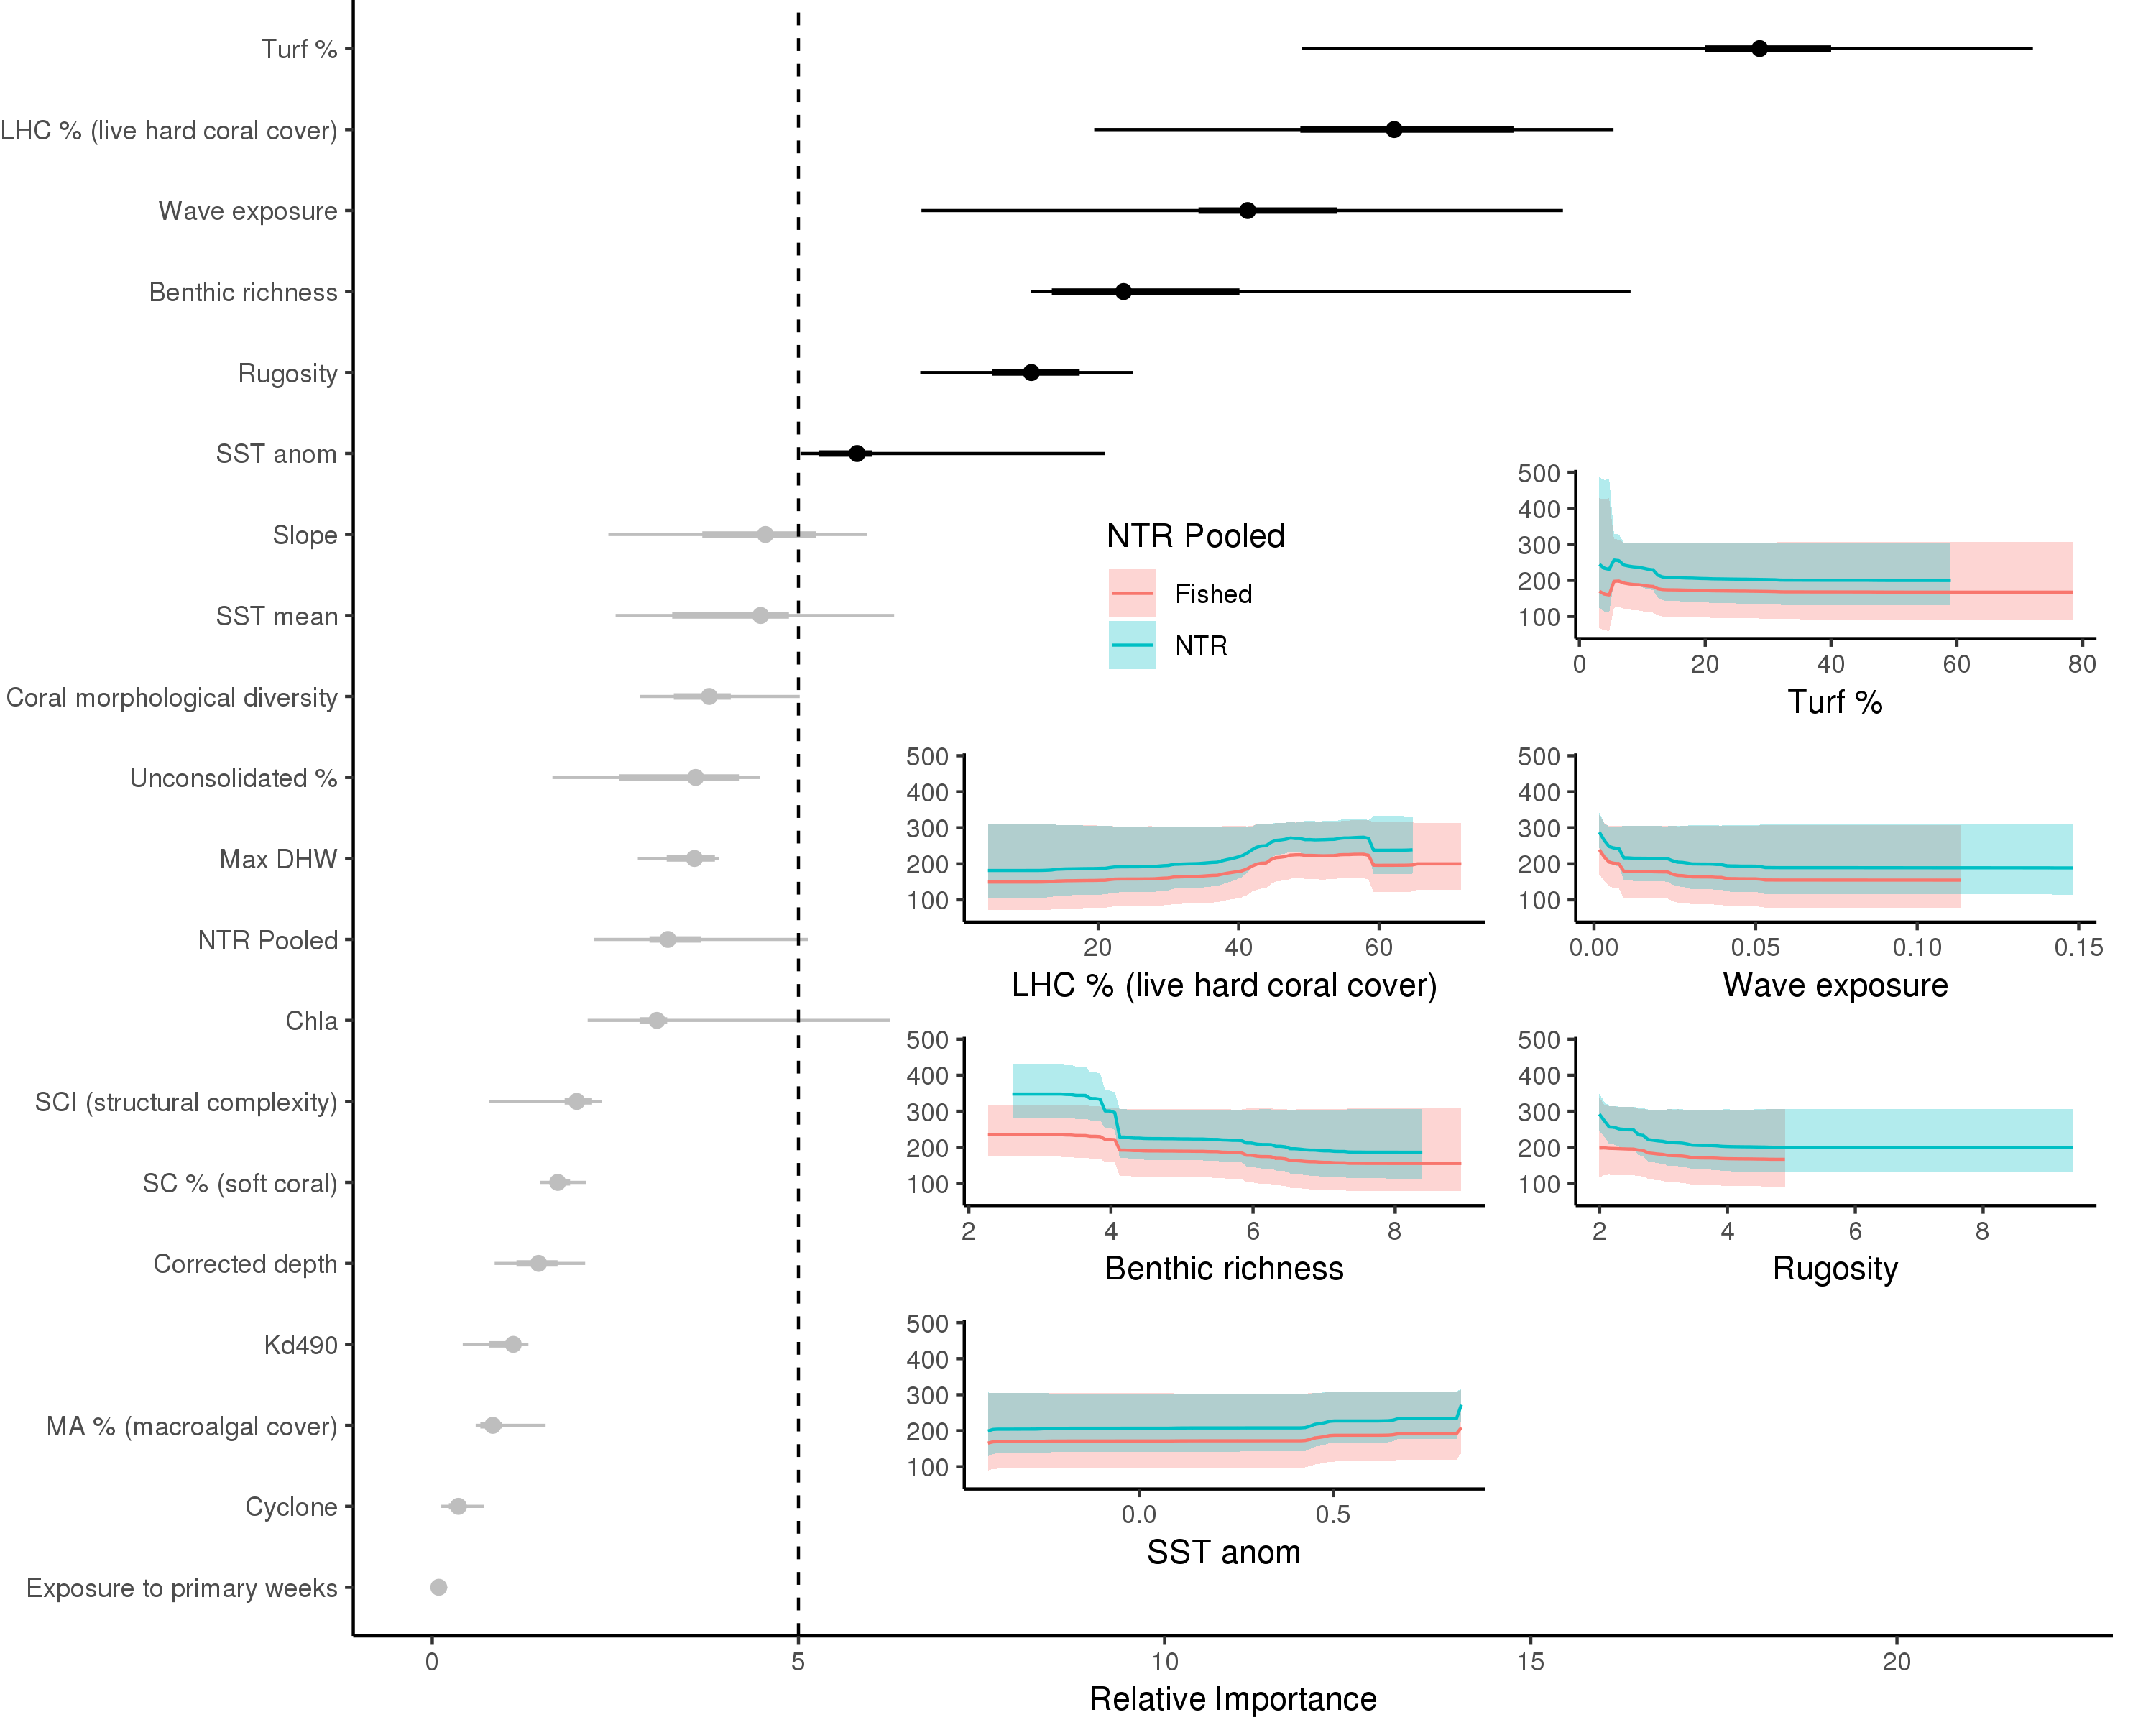 Turf %
LHC % (live hard coral cover)
Wave exposure
Benthic richness
Rugosity
SST anom
Slope
SST mean
Coral morphological diversity
Unconsolidated %
Max DHW
NTR Pooled
Chla
SCI (structural complexity)
SC % (soft coral)
Corrected depth
Kd490
MA % (macroalgal cover)
Cyclone
Exposure to primary weeks
0 5 10 15 20
Relative Importance
NTR Pooled
Fished
NTR
500
400
300
200
100
0 20 40 60 80
Turf %
500
400
300
200
100
20 40 60
LHC % (live hard coral cover)
500
400
300
200
100
0.00 0.05 0.10 0.15
Wave exposure
500
400
300
200
100
2 4 6 8
Benthic richness
500
400
300
200
100
2 4 6 8
Rugosity
500
400
300
200
100
0.0 0.5
SST anom